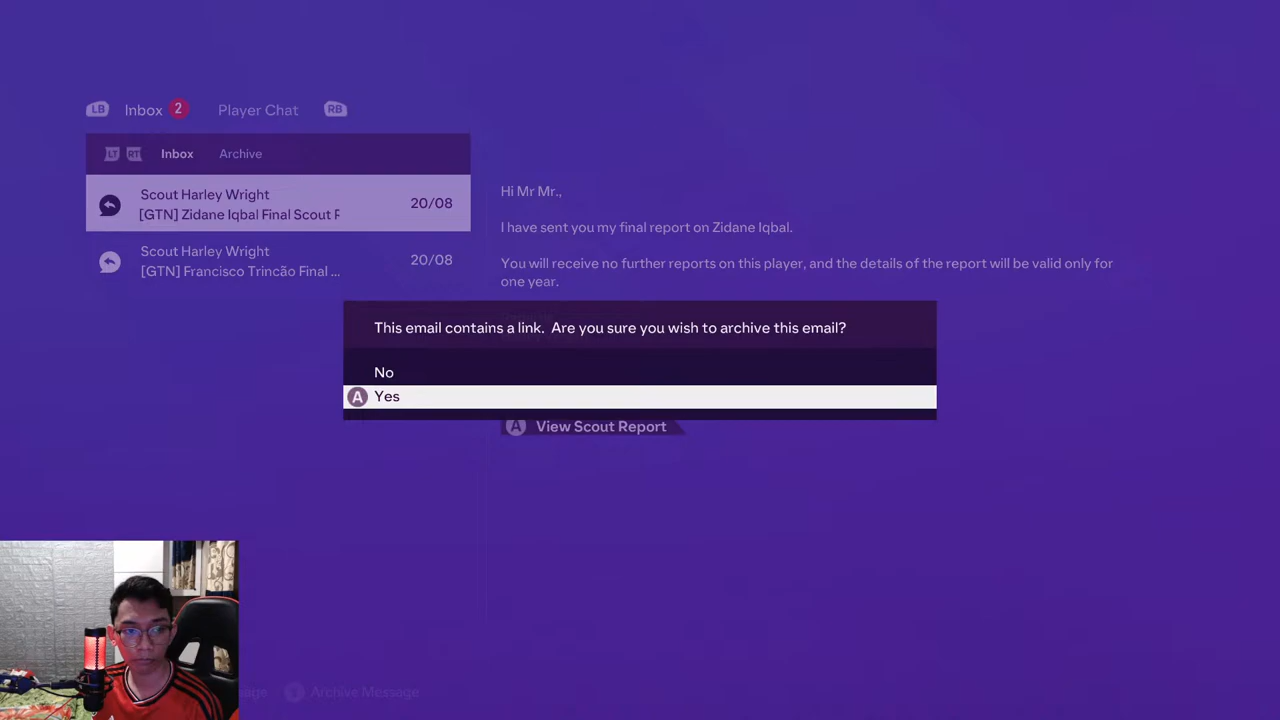 LB Inbox 2 Player Chat RB
LT RT Inbox Archive
Scout Harley Wright
[GTN] Zidane Iqbal Final Scout R
20/08
Scout Harley Wright
[GTN] Francisco Trincão Final ...
20/08
Hi Mr Mr.,
I have sent you my final report on Zidane Iqbal.
You will receive no further reports on this player, and the details of the report will be valid only for
one year.
This email contains a link. Are you sure you wish to archive this email?
No
A Yes
A View Scout Report
Archive Message